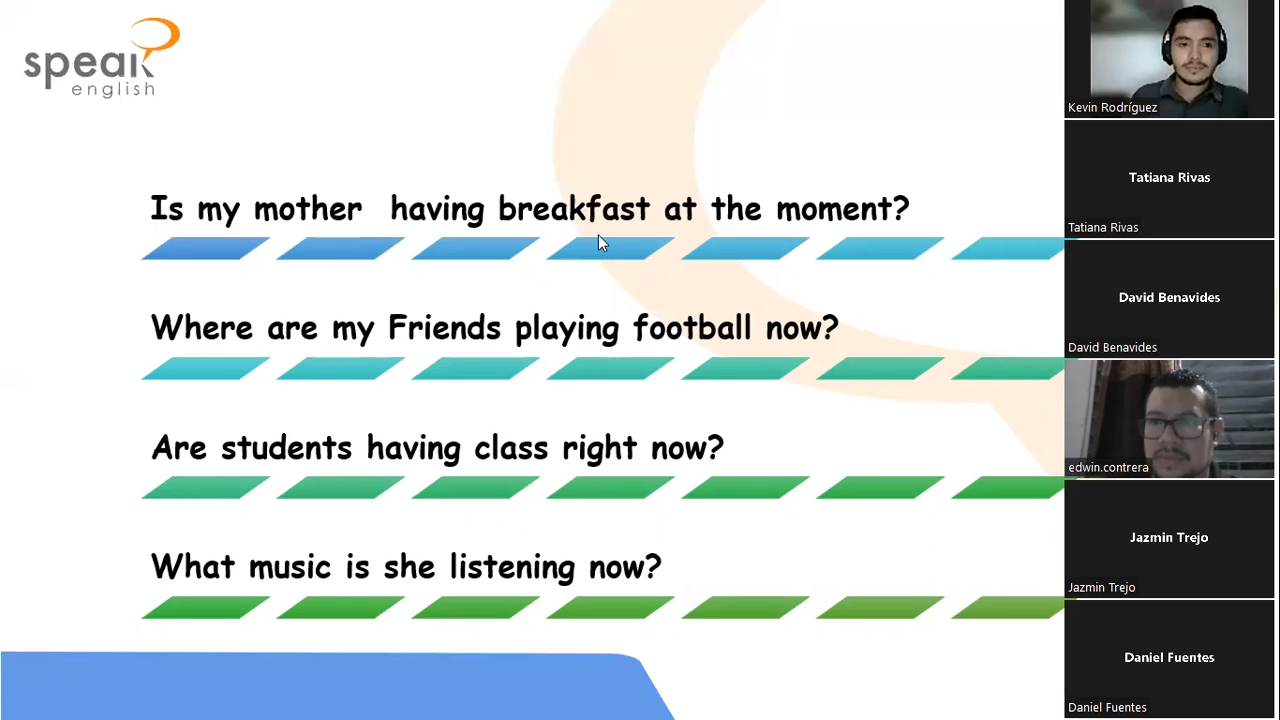 speak
english
Is my mother  having breakfast at the moment?
Where are my Friends playing football now?
Are students having class right now?
What music is she listening now?
Kevin Rodríguez
Tatiana Rivas
Tatiana Rivas
David Benavides
David Benavides
edwin.contrera
Jazmin Trejo
Jazmin Trejo
Daniel Fuentes
Daniel Fuentes